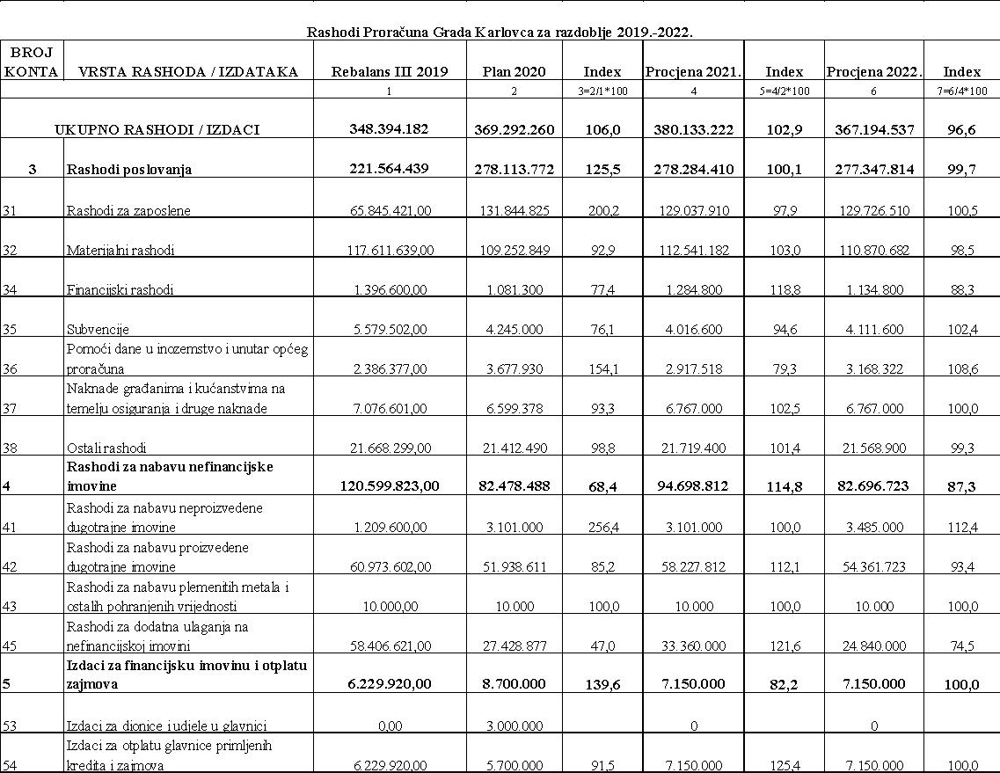 Rashodi Proračuna Grada Karlovca za razdoblje 2019.-2022.
BROJ KONTA VRSTA RASHODA / IZDATAKA Rebalans III 2019 Plan 2020 Index Procjena 2021. Index Procjena 2022. Index
1 2 3=2/1*100 4 5=4/2*100 6 7=6/4*100
UKUPNO RASHODI / IZDACI 348.394.182 369.292.260 106,0 380.133.222 102,9 367.194.537 96,6
3 Rashodi poslovanja 221.564.439 278.113.772 125,5 278.284.410 100,1 277.347.814 99,7
31 Rashodi za zaposlene 65.845.421,00 131.844.825 200,2 129.037.910 97,9 129.726.510 100,5
32 Materijalni rashodi 117.611.639,00 109.252.849 92,9 112.541.182 103,0 110.870.682 98,5
34 Financijski rashodi 1.396.600,00 1.081.300 77,4 1.284.800 118,8 1.134.800 88,3
35 Subvencije 5.579.502,00 4.245.000 76,1 4.016.600 94,6 4.111.600 102,4
Pomoći dane u inozemstvo i unutar općeg
36 proračuna 2.386.377,00 3.677.930 154,1 2.917.518 79,3 3.168.322 108,6
Naknade građanima i kućanstvima na
37 temelju osiguranja i druge naknade 7.076.601,00 6.599.378 93,3 6.767.000 102,5 6.767.000 100,0
38 Ostali rashodi 21.668.299,00 21.412.490 98,8 21.719.400 101,4 21.568.900 99,3
Rashodi za nabavu nefinancijske
4 imovine 120.599.823,00 82.478.488 68,4 94.698.812 114,8 82.696.723 87,3
Rashodi za nabavu neproizvedene
41 dugotrajne imovine 1.209.600,00 3.101.000 256,4 3.101.000 100,0 3.485.000 112,4
Rashodi za nabavu proizvedene
42 dugotrajne imovine 60.973.602,00 51.938.611 85,2 58.227.812 112,1 54.361.723 93,4
Rashodi za nabavu plemenitih metala i
43 ostalih pohranjenih vrijednosti 10.000,00 10.000 100,0 10.000 100,0 10.000 100,0
Rashodi za dodatna ulaganja na
45 nefinancijskoj imovini 58.406.621,00 27.428.877 47,0 33.360.000 121,6 24.840.000 74,5
Izdaci za financijsku imovinu i otplatu
5 zajmova 6.229.920,00 8.700.000 139,6 7.150.000 82,2 7.150.000 100,0
53 Izdaci za dionice i udjele u glavnici 0,00 3.000.000 0 0
Izdaci za otplatu glavnice primljenih
54 kredita i zajmova 6.229.920,00 5.700.000 91,5 7.150.000 125,4 7.150.000 100,0